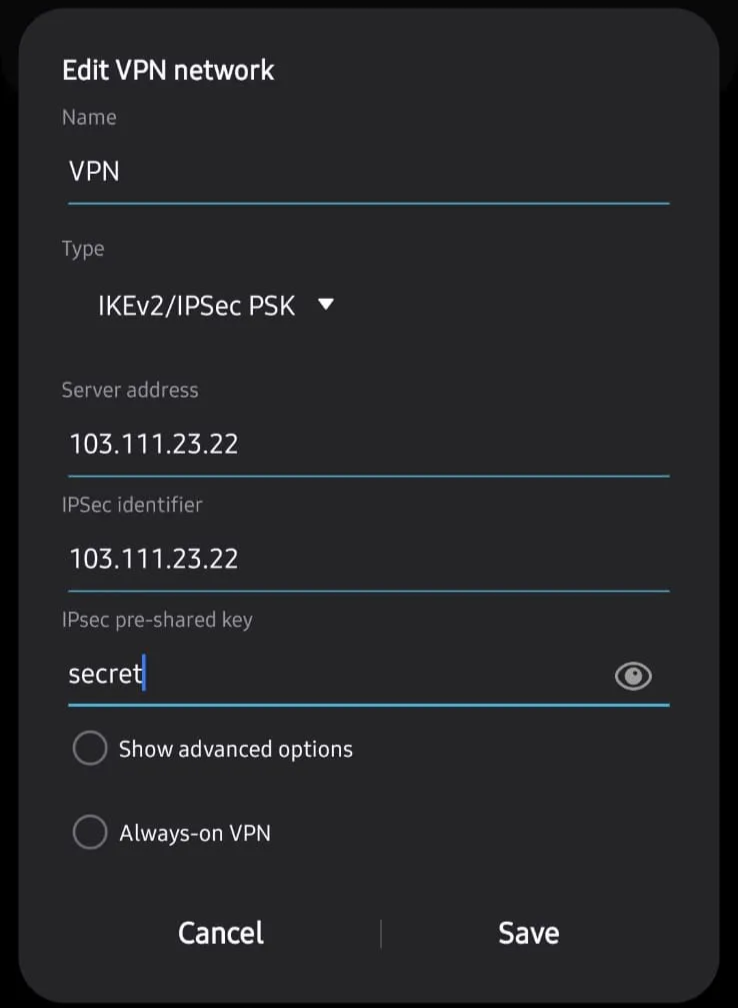 Edit VPN network
Name
VPN
Type
IKEv2/IPSec PSK
Server address
103.111.23.22
IPSec identifier
103.111.23.22
IPsec pre-shared key
secret
Show advanced options
Always-on VPN
Cancel
Save